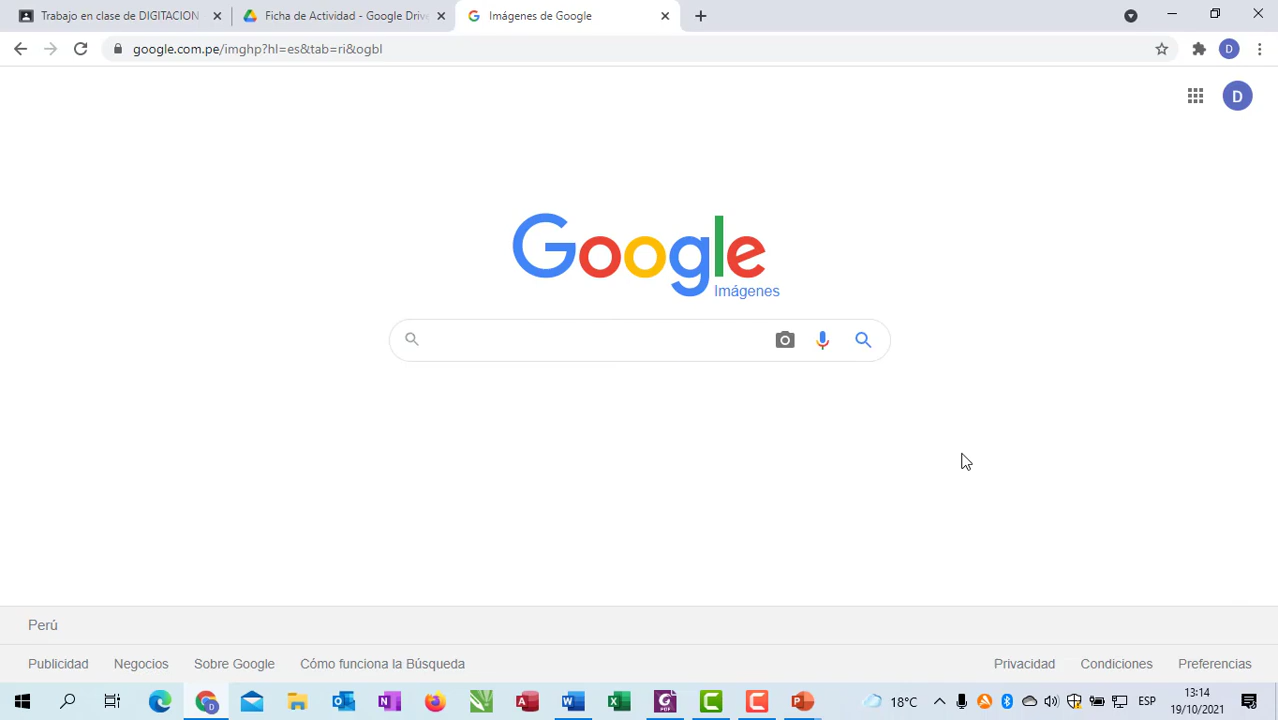 Trabajo en clase de DIGITACION
Ficha de Actividad - Google Drive
Imágenes de Google
google.com.pe/imghp?hl=es&tab=ri&ogbl
D
D
Google
Imágenes
Perú
Publicidad
Negocios
Sobre Google
Cómo funciona la Búsqueda
Privacidad
Condiciones
Preferencias
18°C
ESP
13:14
19/10/2021